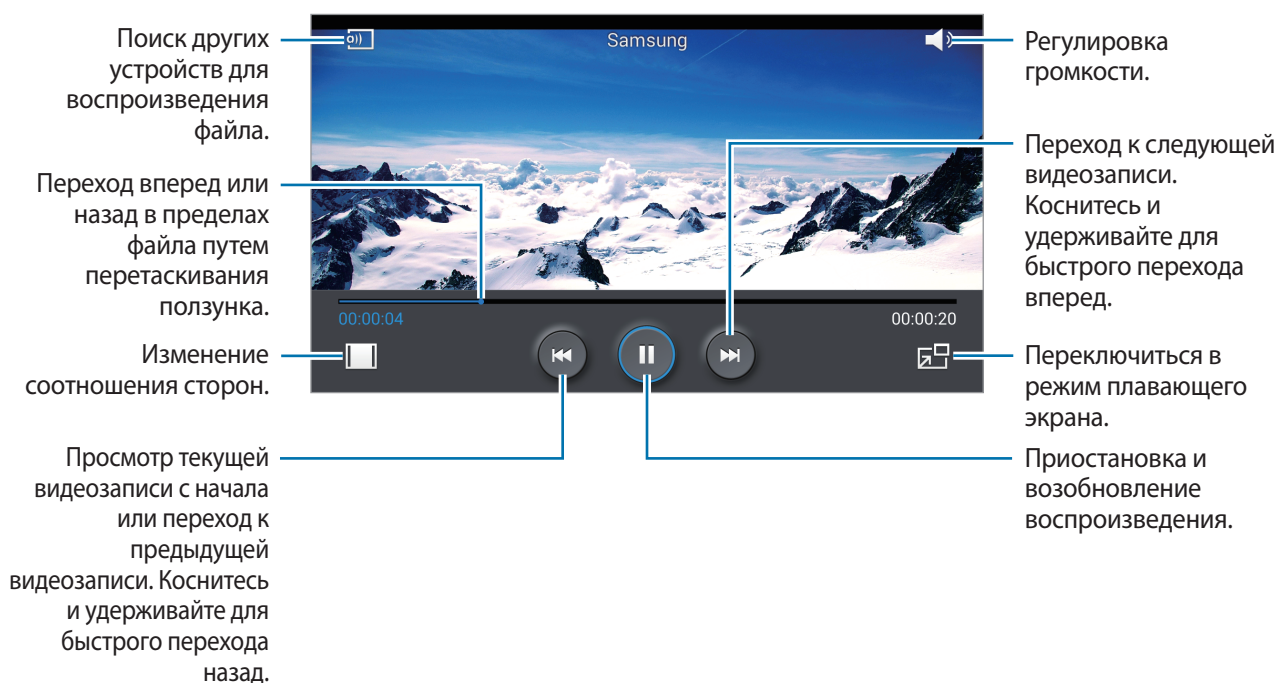 Поиск других
устройств для
воспроизведения
файла.
Переход вперед или
назад в пределах
файла путем
перетаскивания
ползунка.
Изменение
соотношения сторон.
Просмотр текущей
видеозаписи с начала
или переход к
предыдущей
видеозаписи. Коснитесь
и удерживайте для
быстрого перехода
назад.
Samsung
00:00:04
00:00:20
Регулировка
громкости.
Переход к следующей
видеозаписи.
Коснитесь и
удерживайте для
быстрого перехода
вперед.
Переключиться в
режим плавающего
экрана.
Приостановка и
возобновление
воспроизведения.